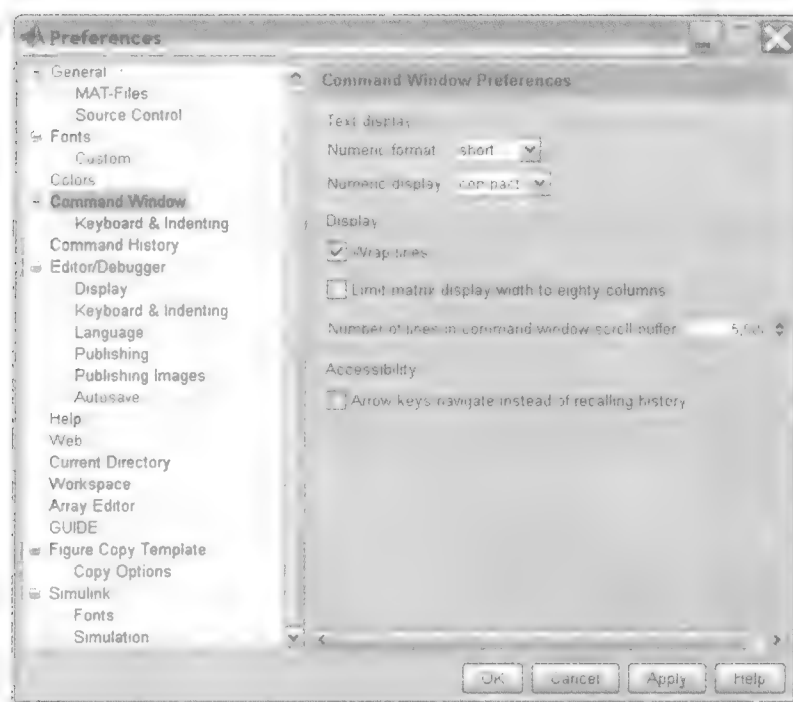 Preferences
General
MAT-Files
Source Control
Fonts
Custom
Colors
Command Window
Keyboard & Indenting
Command History
Editor/Debugger
Display
Keyboard & Indenting
Language
Publishing
Publishing Images
Autosave
Help
Web
Current Directory
Workspace
Array Editor
GUIDE
Figure Copy Template
Copy Options
Simulink
Fonts
Simulation
Command Window Preferences
Text display
Numeric format short
Numeric display compact
Display
Wrap lines
Limit matrix display width to eighty columns
Number of lines in command window scroll buffer
Accessibility
Arrow keys navigate instead of recalling history
OK Cancel Apply Help